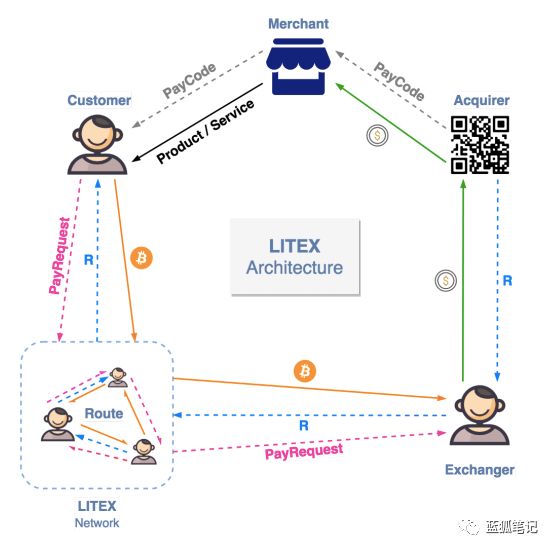 Merchant
PayCode
PayCode
Customer
Acquirer
Product / Service
$
PayRequest
R
₿
LITEX
Architecture
$
R
₿
Route
R
PayRequest
LITEX
Network
Exchanger
蓝狐笔记